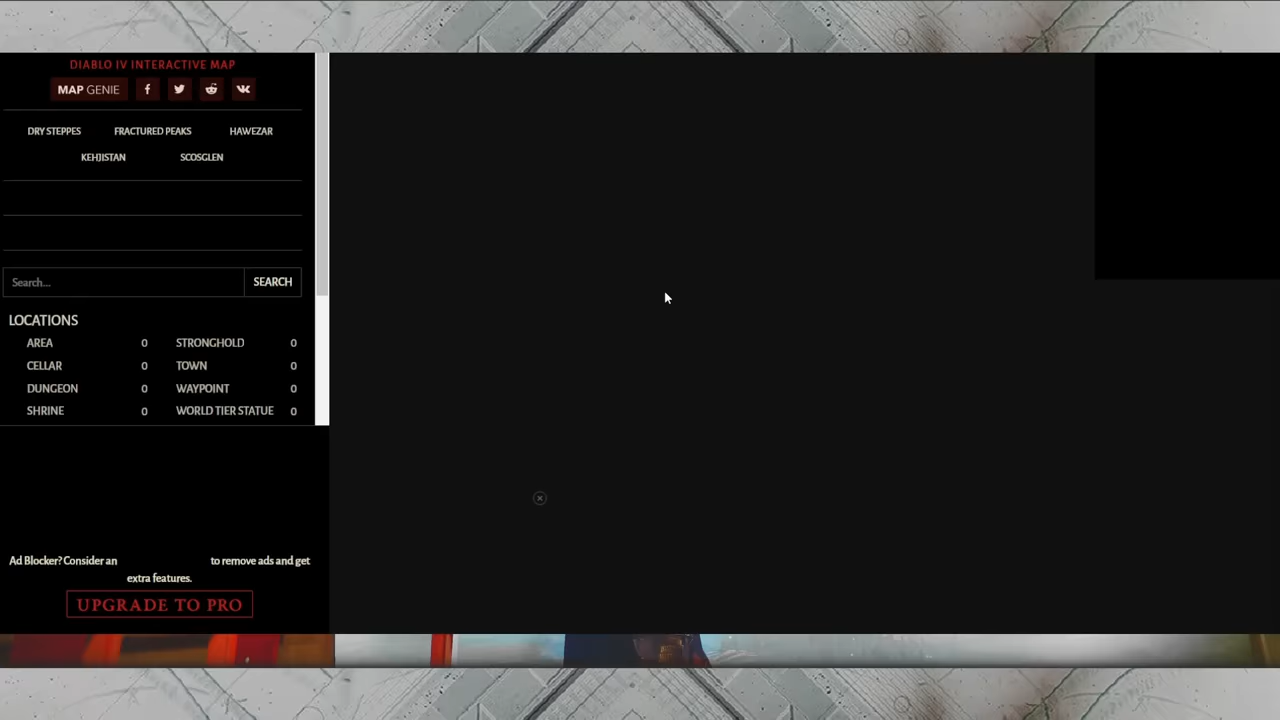 DIABLO IV INTERACTIVE MAP
MAP GENIE
DRY STEPPES FRACTURED PEAKS HAWEZAR
KEHJISTAN SCOSGLEN
Search... SEARCH
LOCATIONS
AREA 0 STRONGHOLD 0
CELLAR 0 TOWN 0
DUNGEON 0 WAYPOINT 0
SHRINE 0 WORLD TIER STATUE 0
Ad Blocker? Consider an to remove ads and get
extra features.
UPGRADE TO PRO